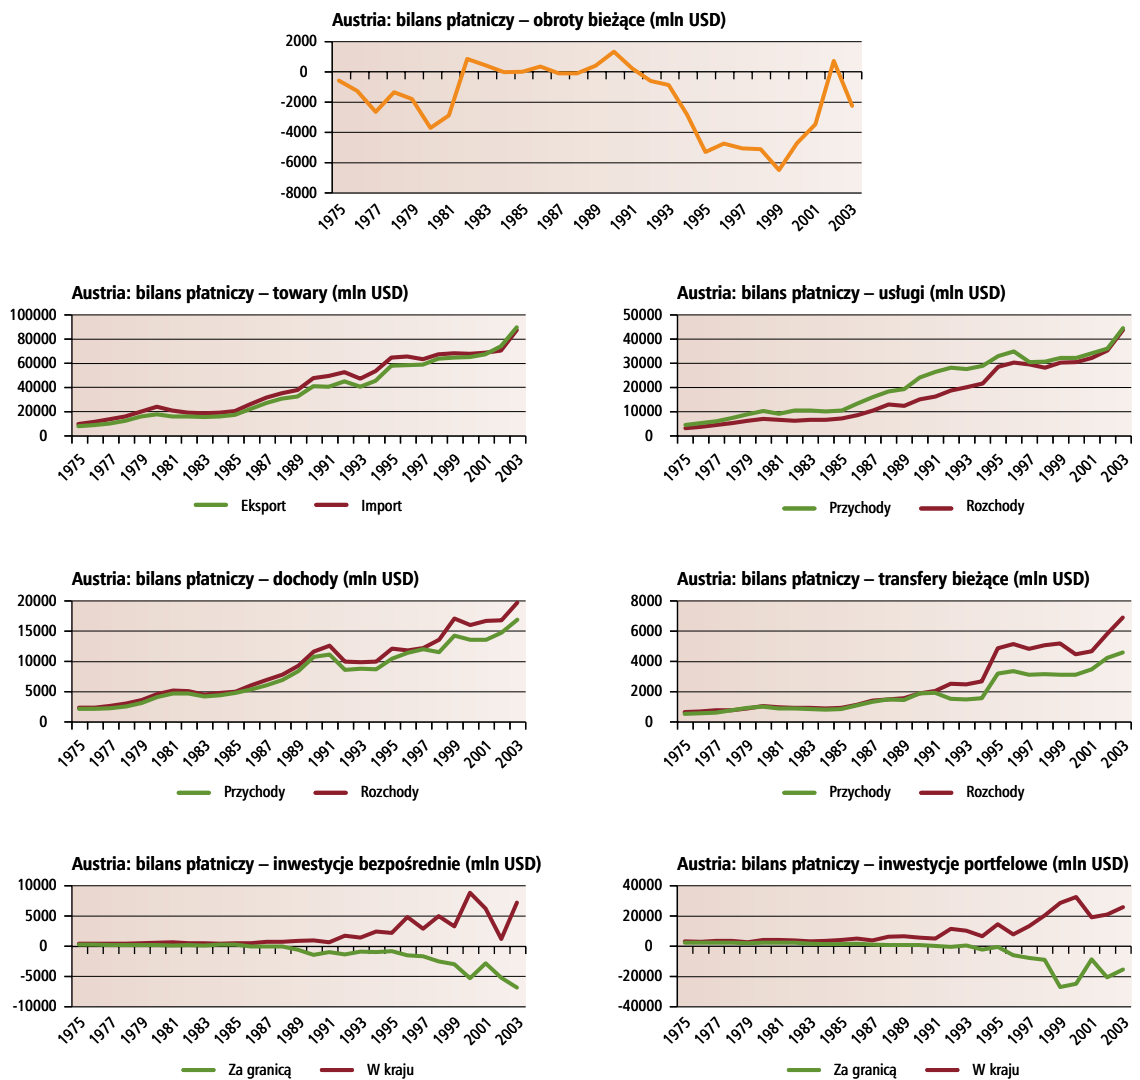 Austria: bilans płatniczy – obroty bieżące (mln USD)
2000
0
-2000
-4000
-6000
-8000
1975 1977 1979 1981 1983 1985 1987 1989 1991 1993 1995 1997 1999 2001 2003
Austria: bilans płatniczy – towary (mln USD)
100000
80000
60000
40000
20000
0
1975 1977 1979 1981 1983 1985 1987 1989 1991 1993 1995 1997 1999 2001 2003
Eksport Import
Austria: bilans płatniczy – usługi (mln USD)
50000
40000
30000
20000
10000
0
1975 1977 1979 1981 1983 1985 1987 1989 1991 1993 1995 1997 1999 2001 2003
Przychody Rozchody
Austria: bilans płatniczy – dochody (mln USD)
20000
15000
10000
5000
0
1975 1977 1979 1981 1983 1985 1987 1989 1991 1993 1995 1997 1999 2001 2003
Przychody Rozchody
Austria: bilans płatniczy – transfery bieżące (mln USD)
8000
6000
4000
2000
0
1975 1977 1979 1981 1983 1985 1987 1989 1991 1993 1995 1997 1999 2001 2003
Przychody Rozchody
Austria: bilans płatniczy – inwestycje bezpośrednie (mln USD)
10000
5000
0
-5000
-10000
1975 1977 1979 1981 1983 1985 1987 1989 1991 1993 1995 1997 1999 2001 2003
Za granicą W kraju
Austria: bilans płatniczy – inwestycje portfelowe (mln USD)
40000
20000
0
-20000
-40000
1975 1977 1979 1981 1983 1985 1987 1989 1991 1993 1995 1997 1999 2001 2003
Za granicą W kraju